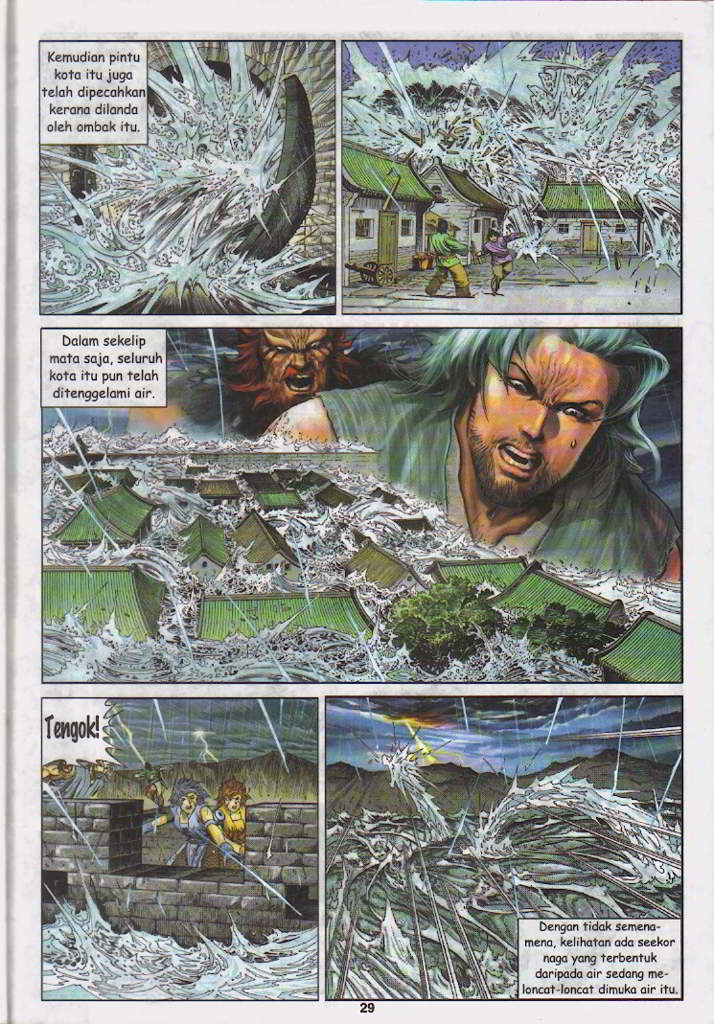 Kemudian pintu
kota itu juga
telah dipecahkan
kerana dilanda
oleh ombak itu.
Dalam sekelip
mata saja, seluruh
kota itu pun telah
ditenggelami air.
Tengok!
Dengan tidak semena-
mena, kelihatan ada seekor
naga yang terbentuk
daripada air sedang me-
loncat-loncat dimuka air itu.
29